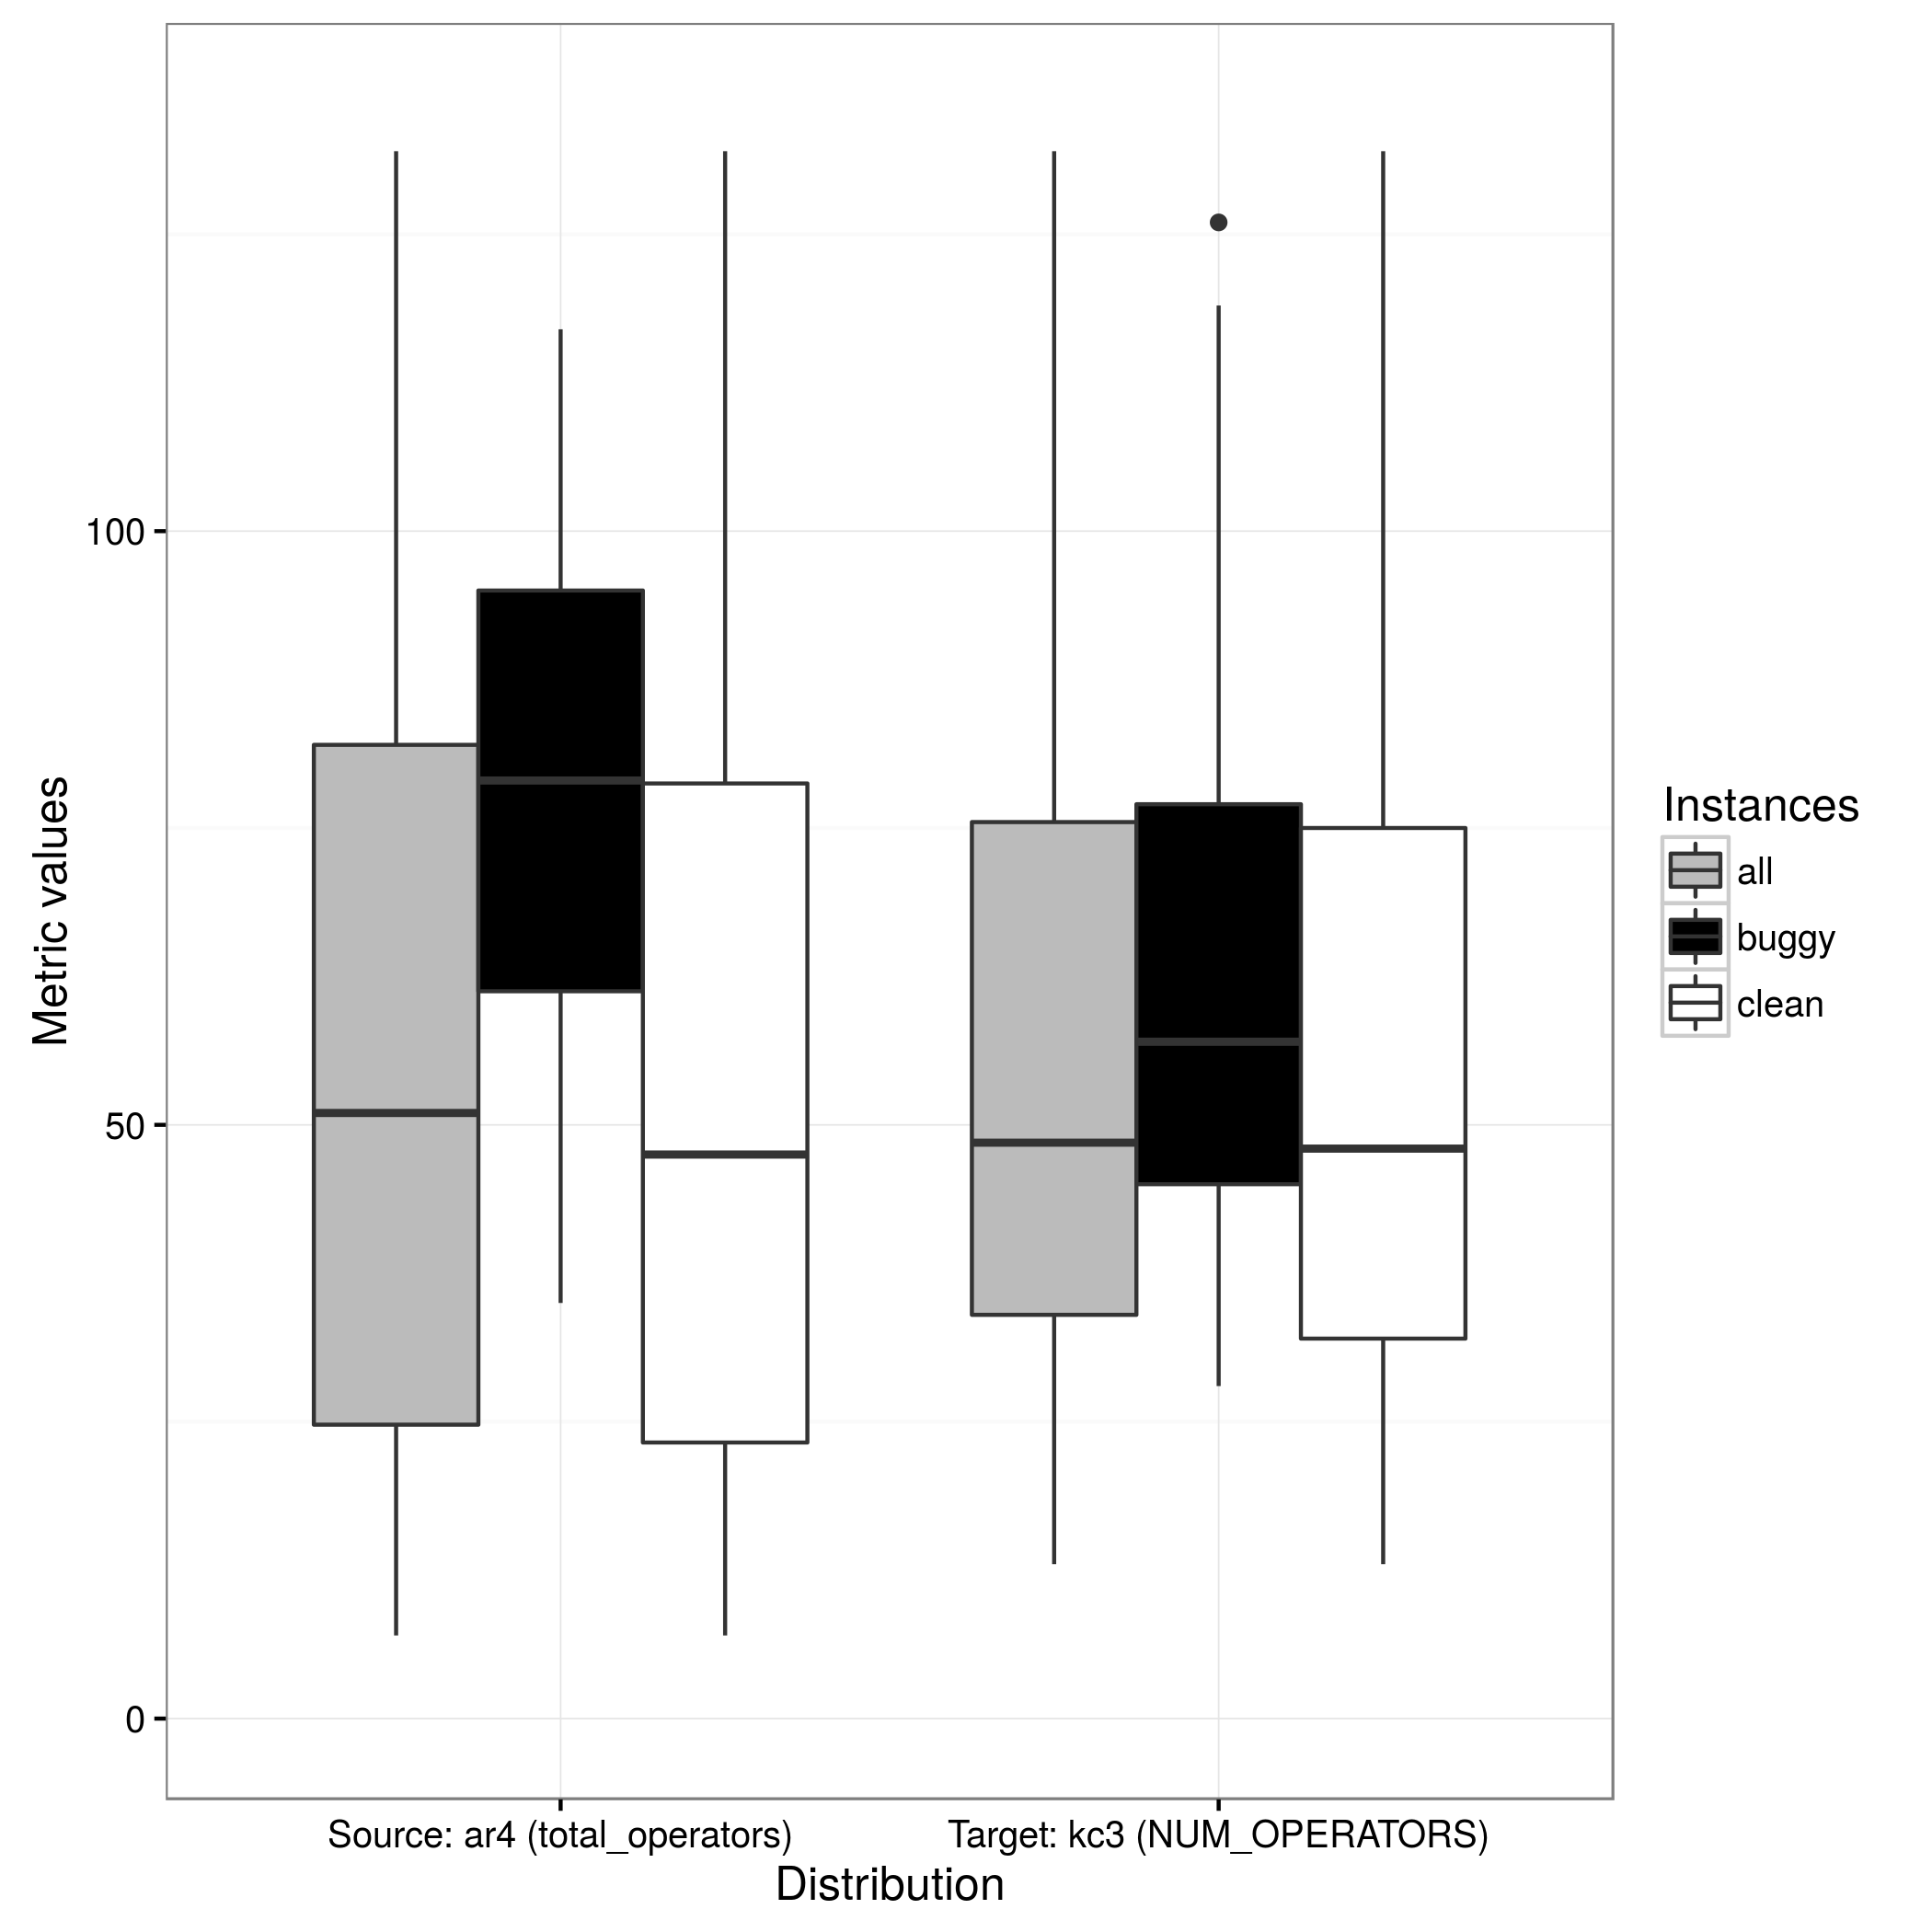 Metric values
100
50
0
Source: ar4 (total_operators)
Target: kc3 (NUM_OPERATORS)
Distribution
Instances
all
buggy
clean